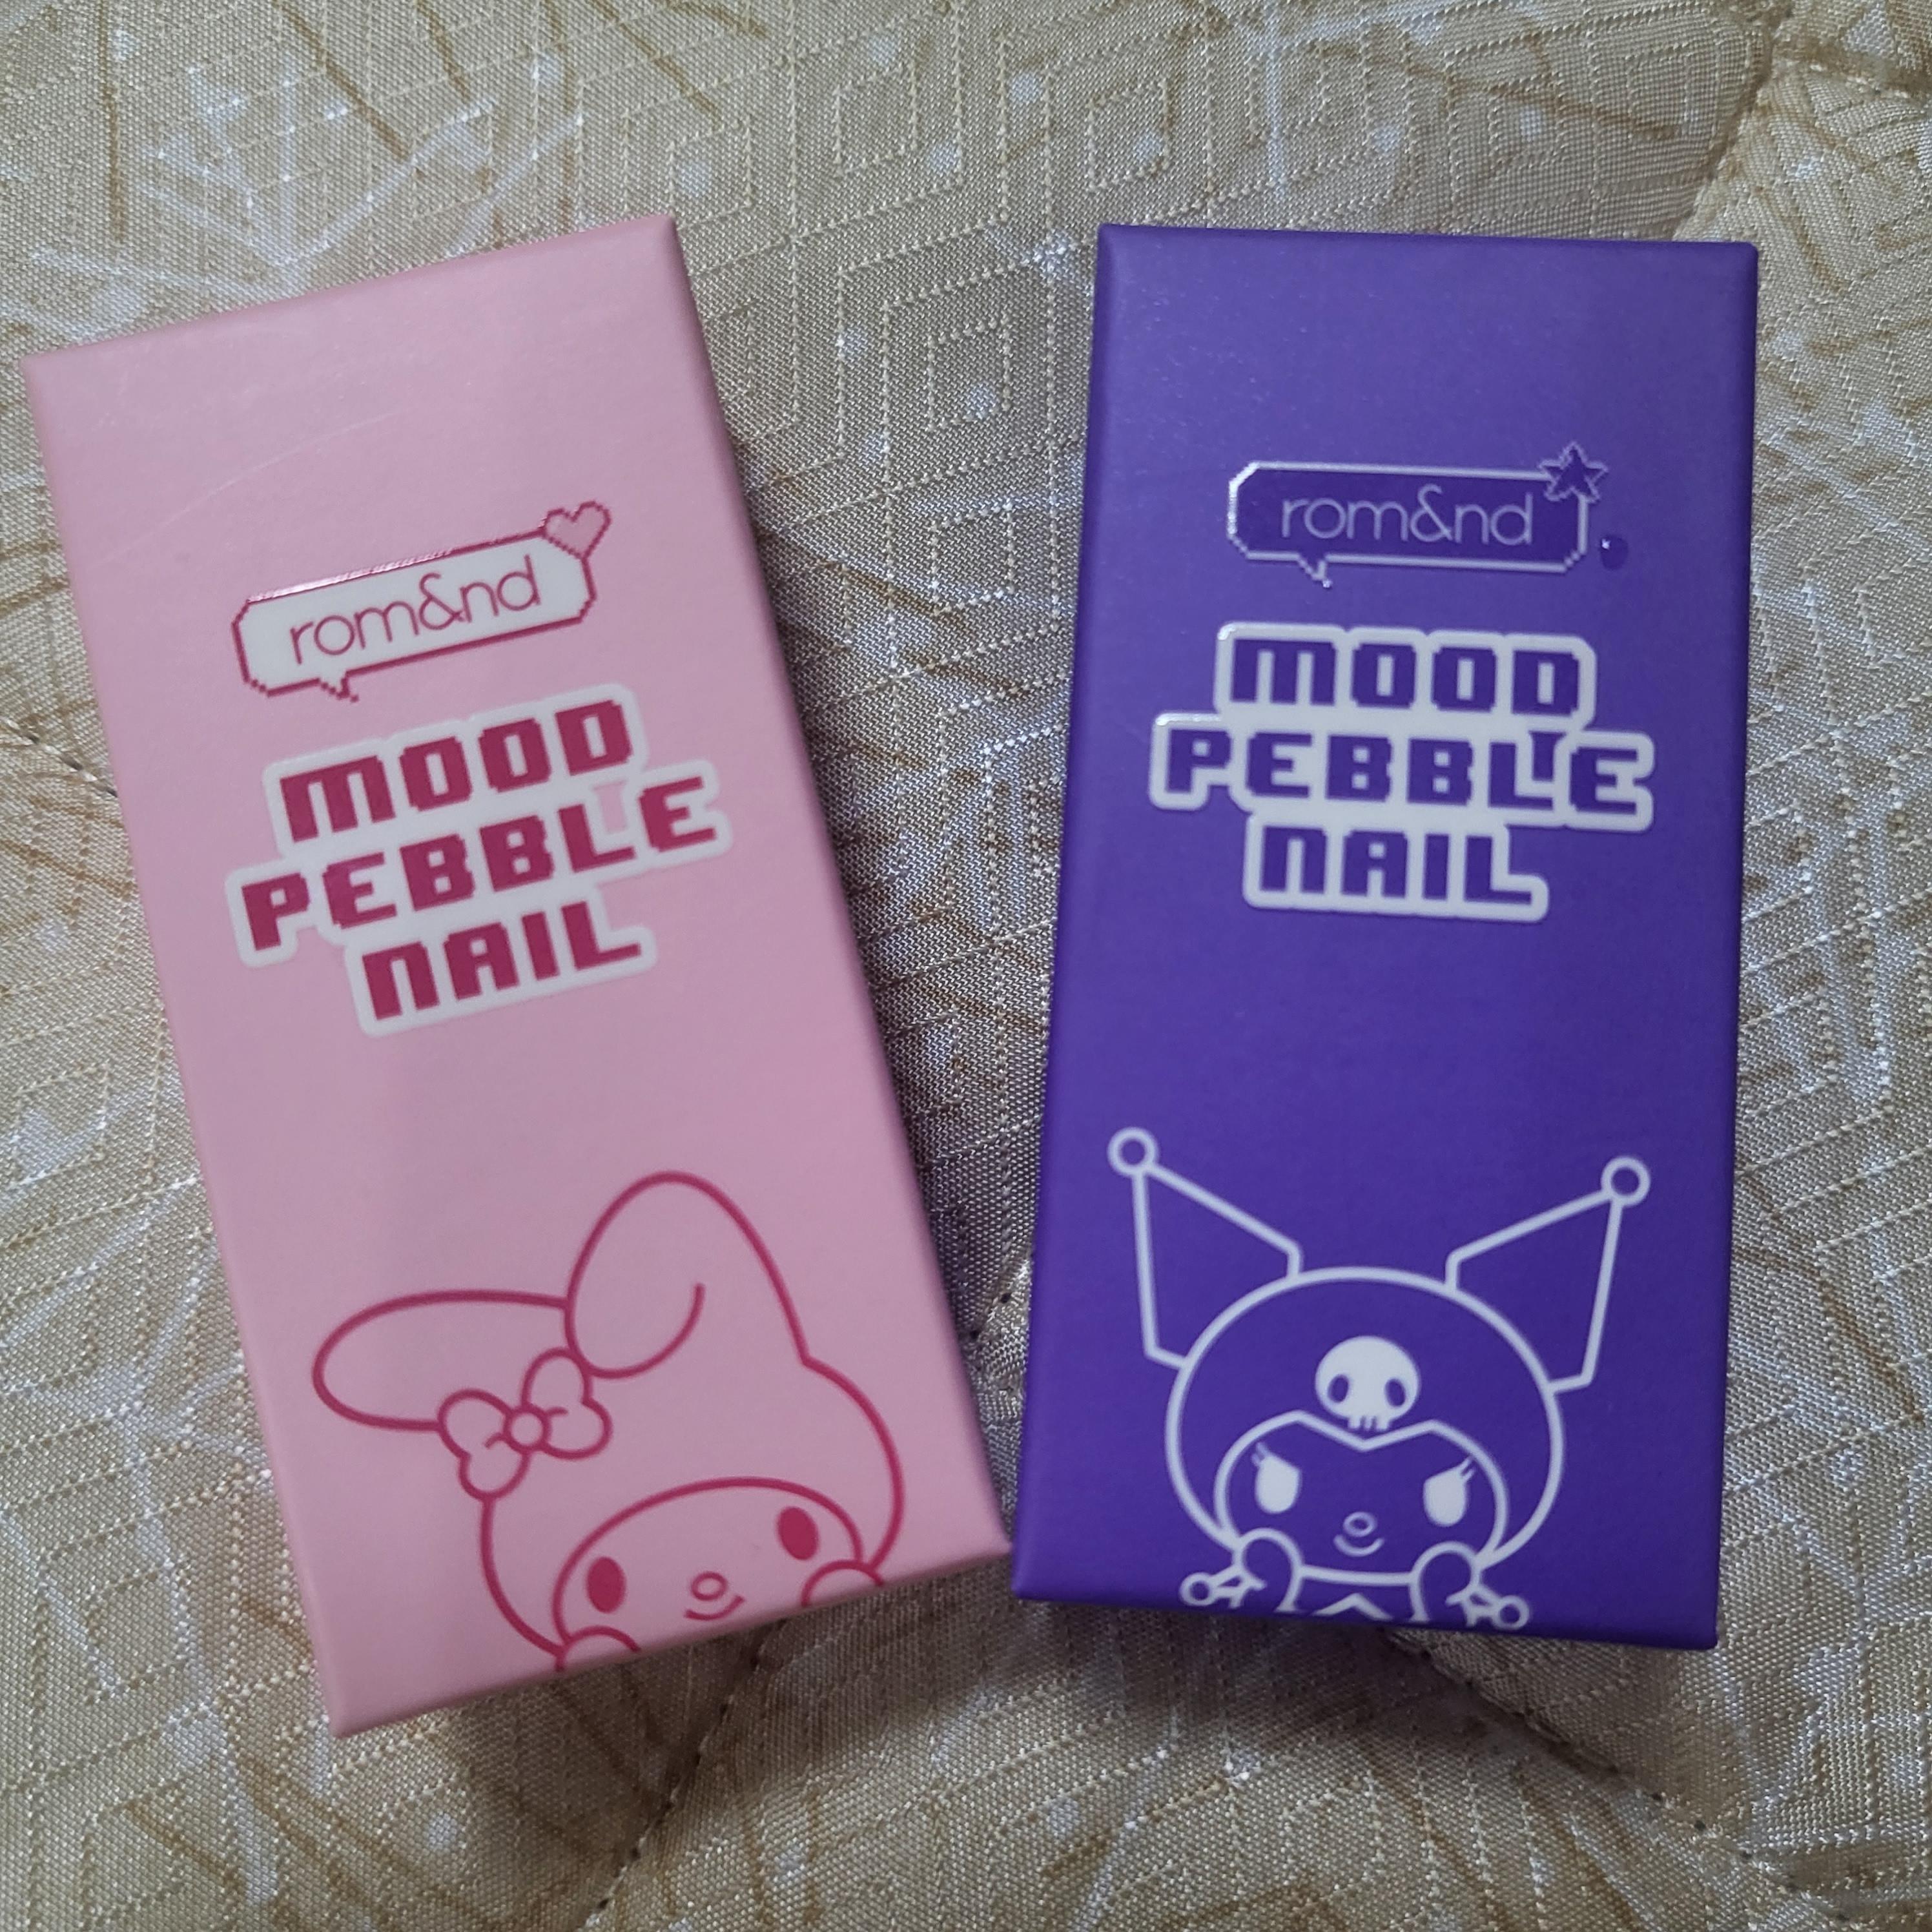 rom&nd
MOOD
PEBBLE
NAIL
rom&nd
MOOD
PEBBLE
NAIL